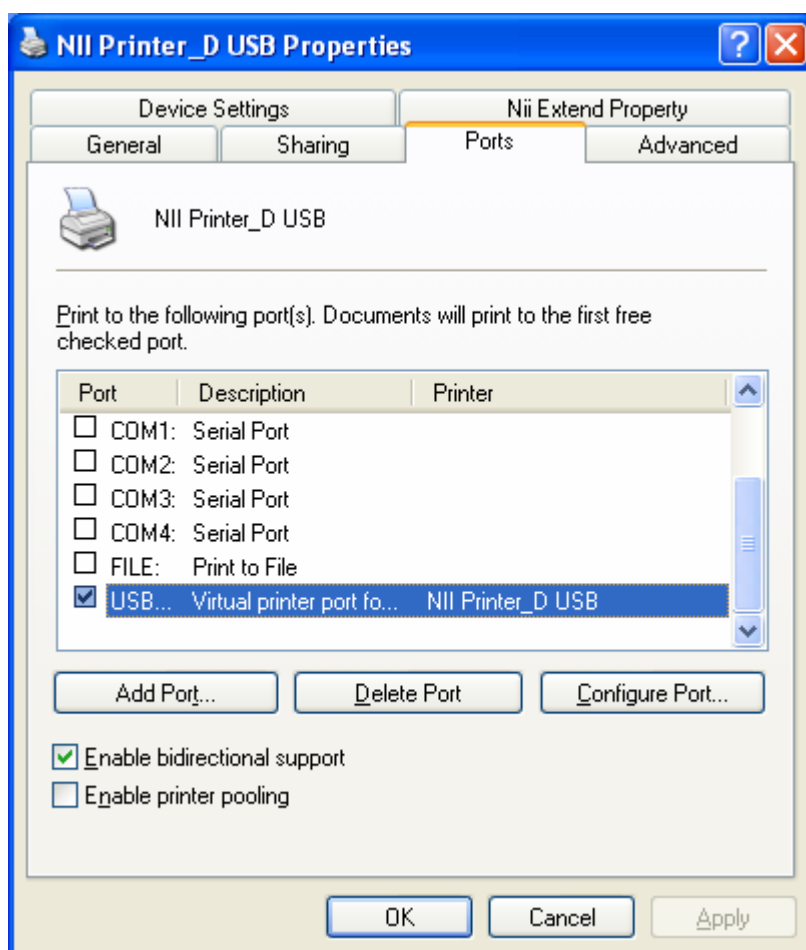 NII Printer_D USB Properties
Device Settings Nii Extend Property
General Sharing Ports Advanced
NII Printer_D USB
Print to the following port(s). Documents will print to the first free
checked port.
Port Description Printer
COM1: Serial Port
COM2: Serial Port
COM3: Serial Port
COM4: Serial Port
FILE: Print to File
USB... Virtual printer port fo... NII Printer_D USB
Add Port... Delete Port Configure Port...
Enable bidirectional support
Enable printer pooling
OK Cancel Apply